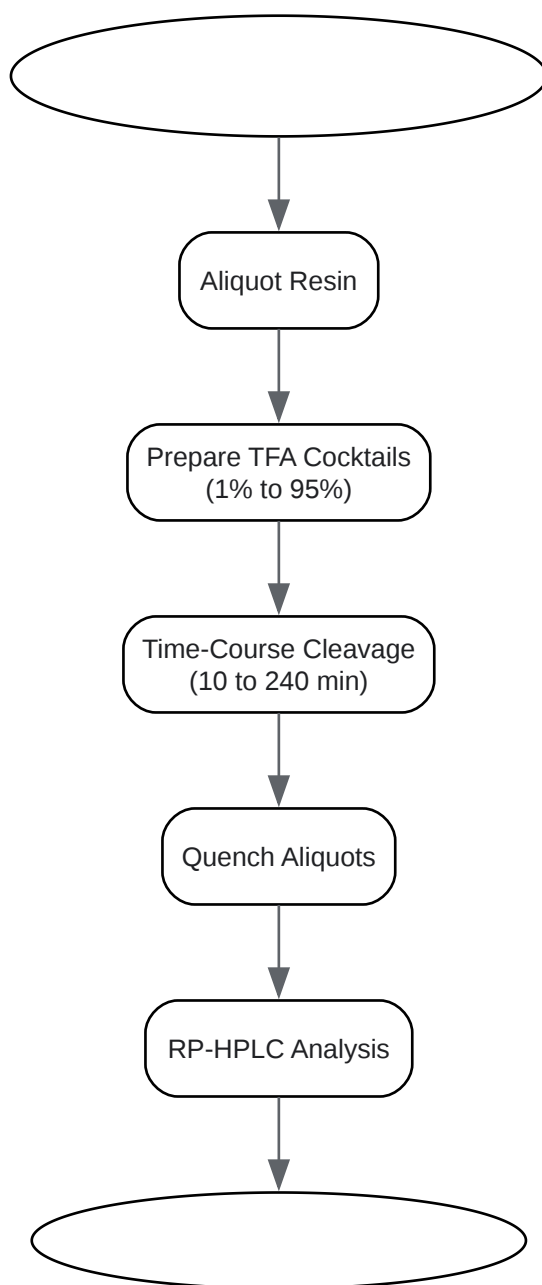 Aliquot Resin
Prepare TFA Cocktails
(1% to 95%)
Time-Course Cleavage
(10 to 240 min)
Quench Aliquots
RP-HPLC Analysis